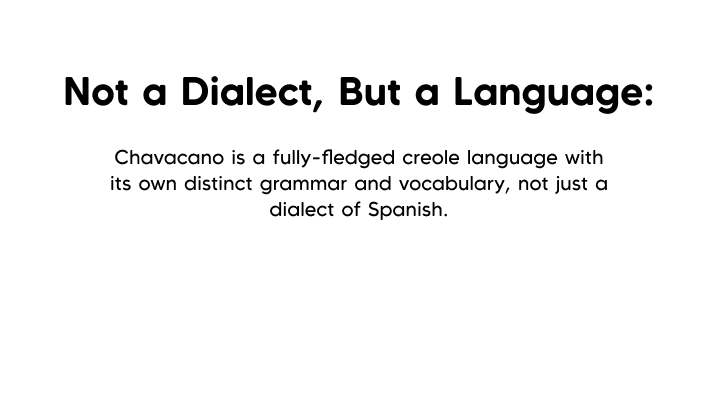 Not a Dialect, But a Language:
Chavacano is a fully-fledged creole language with
its own distinct grammar and vocabulary, not just a
dialect of Spanish.